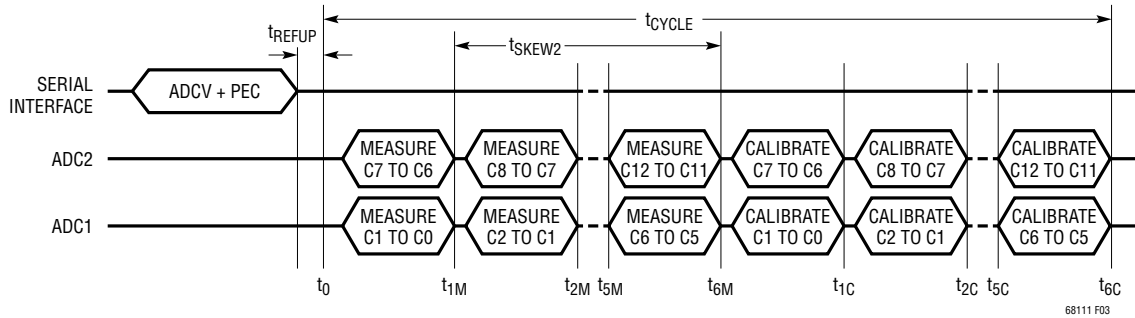 tREFUP
tCYCLE
tSKEW2
SERIAL
INTERFACE
ADCV + PEC
ADC2
MEASURE
C7 TO C6
MEASURE
C8 TO C7
MEASURE
C12 TO C11
CALIBRATE
C7 TO C6
CALIBRATE
C8 TO C7
CALIBRATE
C12 TO C11
ADC1
MEASURE
C1 TO C0
MEASURE
C2 TO C1
MEASURE
C6 TO C5
CALIBRATE
C1 TO C0
CALIBRATE
C2 TO C1
CALIBRATE
C6 TO C5
t0 t1M t2M t5M t6M t1C t2C t5C t6C
68111 F03